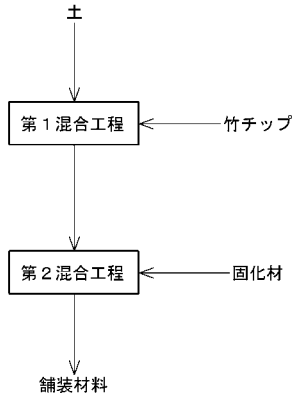 土
第１混合工程
竹チップ
第２混合工程
固化材
舗装材料